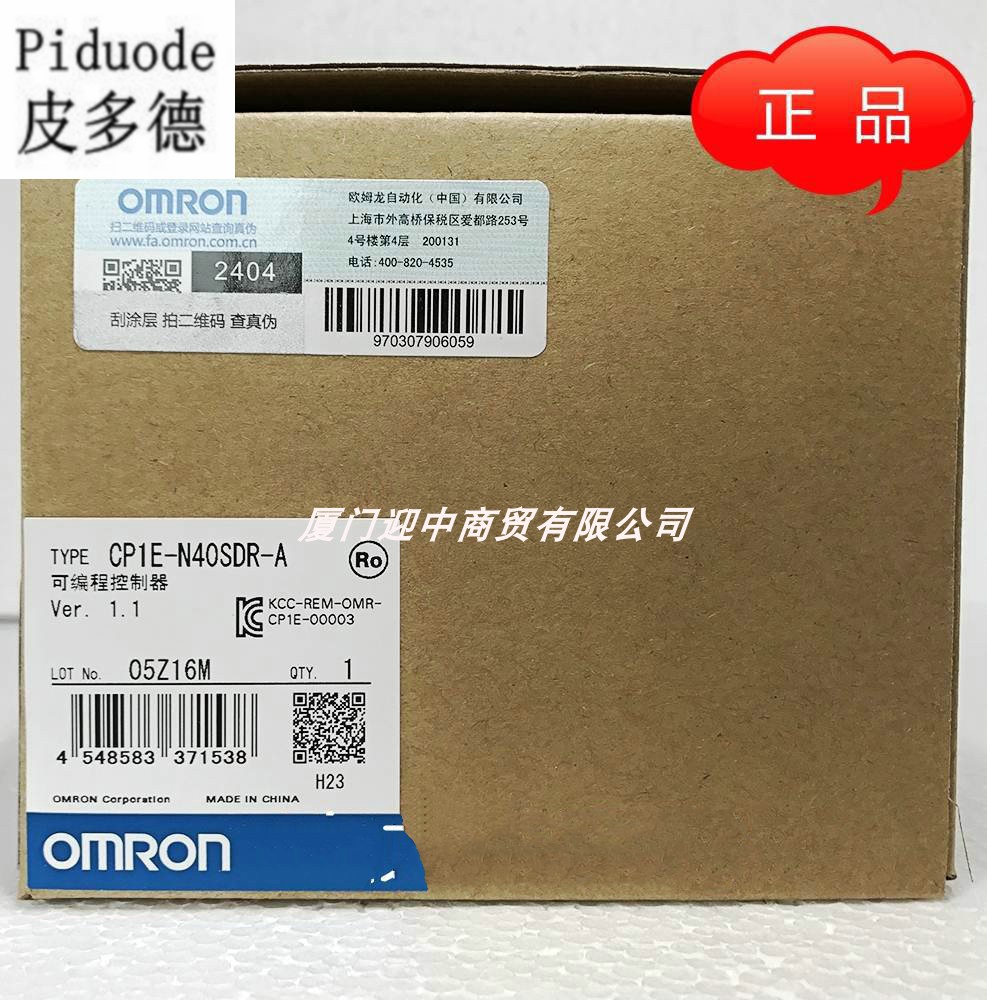 Piduode
皮多德
正品
OMRON
扫二维码或登录网站查询真伪
www.fa.omron.com.cn
2404
刮涂层 拍二维码 查真伪
欧姆龙自动化（中国）有限公司
上海市外高桥保税区爱都路253号
4号楼第4层 200131
电话:400-820-4535
970307906059
厦门迎中商贸有限公司
TYPE CP1E-N40SDR-A
Ro
可编程控制器
Ver. 1.1
KCC-REM-OMR-
CP1E-00003
LOT No. 05Z16M QTY. 1
4 548583 371538
H23
OMRON Corporation MADE IN CHINA
OMRON